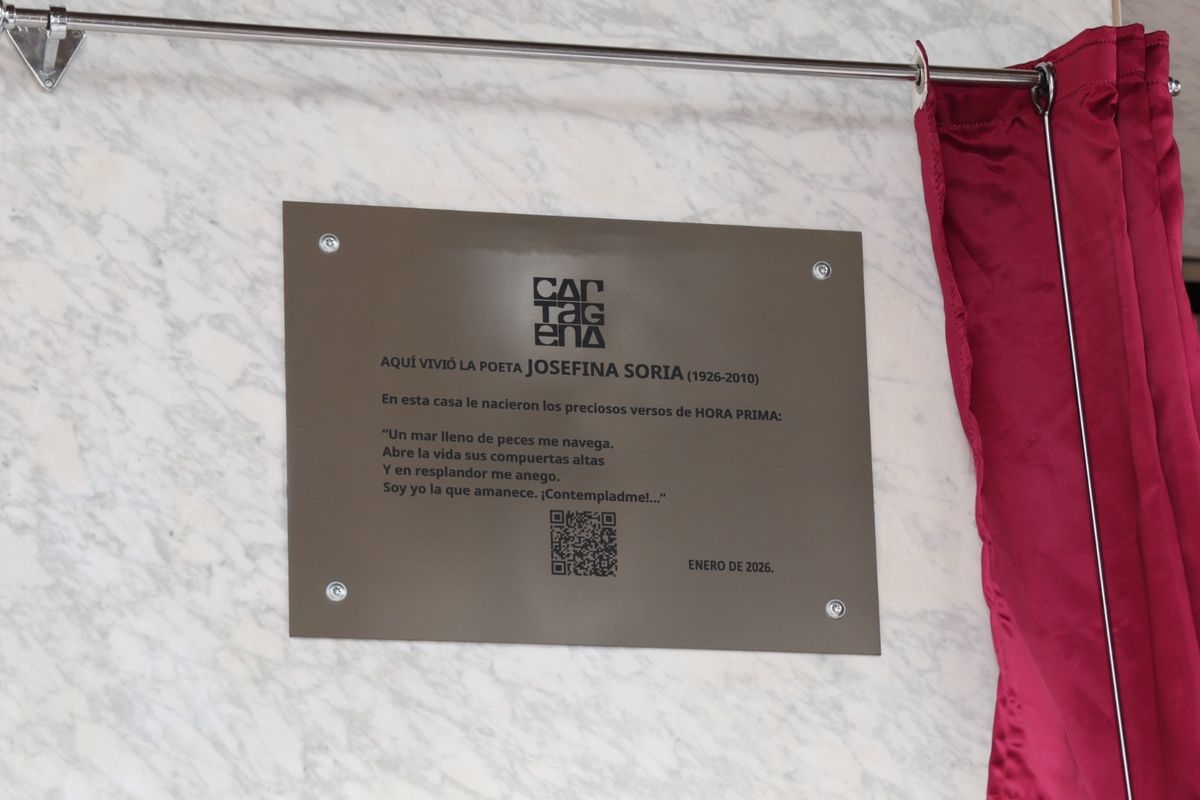 CAR
TAG
ENA
AQUÍ VIVIÓ LA POETA JOSEFINA SORIA (1926-2010)
En esta casa le nacieron los preciosos versos de HORA PRIMA:
“Un mar lleno de peces me navega.
Abre la vida sus compuertas altas
Y en resplandor me anego.
Soy yo la que amanece. ¡Contempladme!...”
ENERO DE 2026.